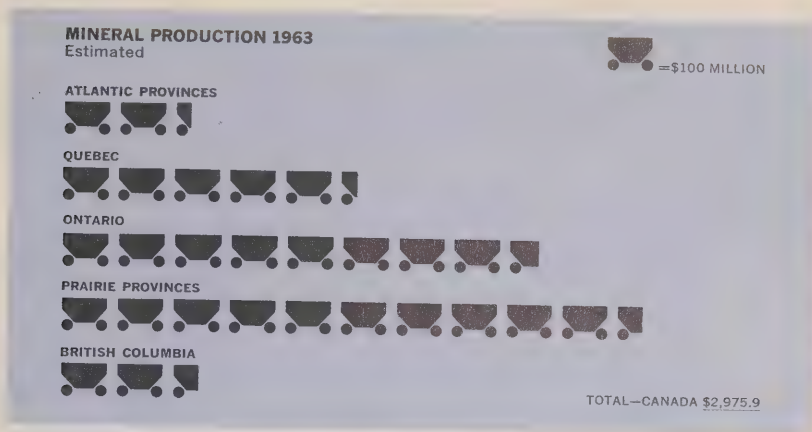 MINERAL PRODUCTION 1963
Estimated
=$100 MILLION
ATLANTIC PROVINCES
QUEBEC
ONTARIO
PRAIRIE PROVINCES
BRITISH COLUMBIA
TOTAL—CANADA $2,975.9